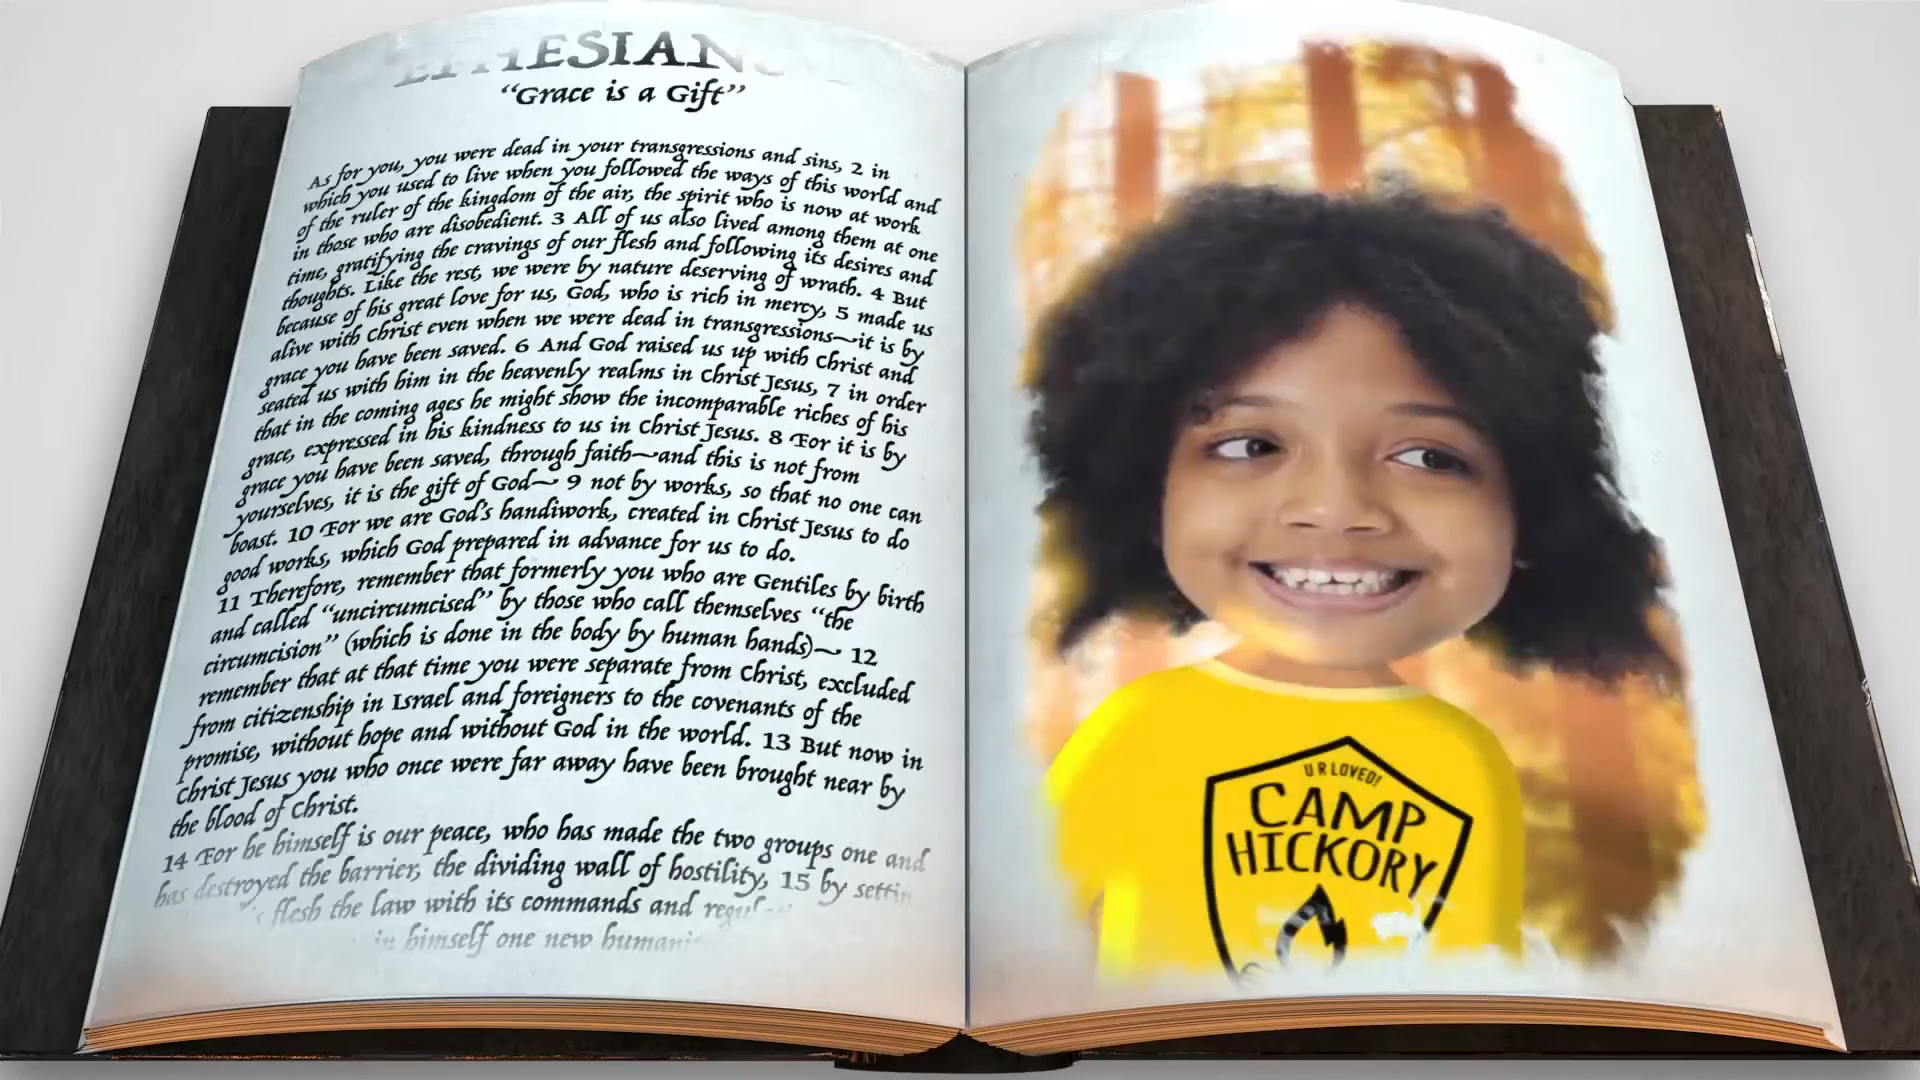 EPHESIANS
“Grace is a Gift”
As for you, you were dead in your transgressions and sins, 2 in
which you used to live when you followed the ways of this world and
of the ruler of the kingdom of the air, the spirit who is now at work
in those who are disobedient. 3 All of us also lived among them at one
time, gratifying the cravings of our flesh and following its desires and
thoughts. Like the rest, we were by nature deserving of wrath. 4 But
because of his great love for us, God, who is rich in mercy, 5 made us
alive with Christ even when we were dead in transgressions—it is by
grace you have been saved. 6 And God raised us up with Christ and
seated us with him in the heavenly realms in Christ Jesus, 7 in order
that in the coming ages he might show the incomparable riches of his
grace, expressed in his kindness to us in Christ Jesus. 8 For it is by
grace you have been saved, through faith—and this is not from
yourselves, it is the gift of God— 9 not by works, so that no one can
boast. 10 For we are God’s handiwork, created in Christ Jesus to do
good works, which God prepared in advance for us to do.
11 Therefore, remember that formerly you who are Gentiles by birth
and called “uncircumcised” by those who call themselves “the
circumcision” (which is done in the body by human hands)— 12
remember that at that time you were separate from Christ, excluded
from citizenship in Israel and foreigners to the covenants of the
promise, without hope and without God in the world. 13 But now in
Christ Jesus you who once were far away have been brought near by
the blood of Christ.
14 For he himself is our peace, who has made the two groups one and
has destroyed the barrier, the dividing wall of hostility, 15 by
flesh the law with its commands and
in himself one new
U R LOVED!
CAMP
HICKORY